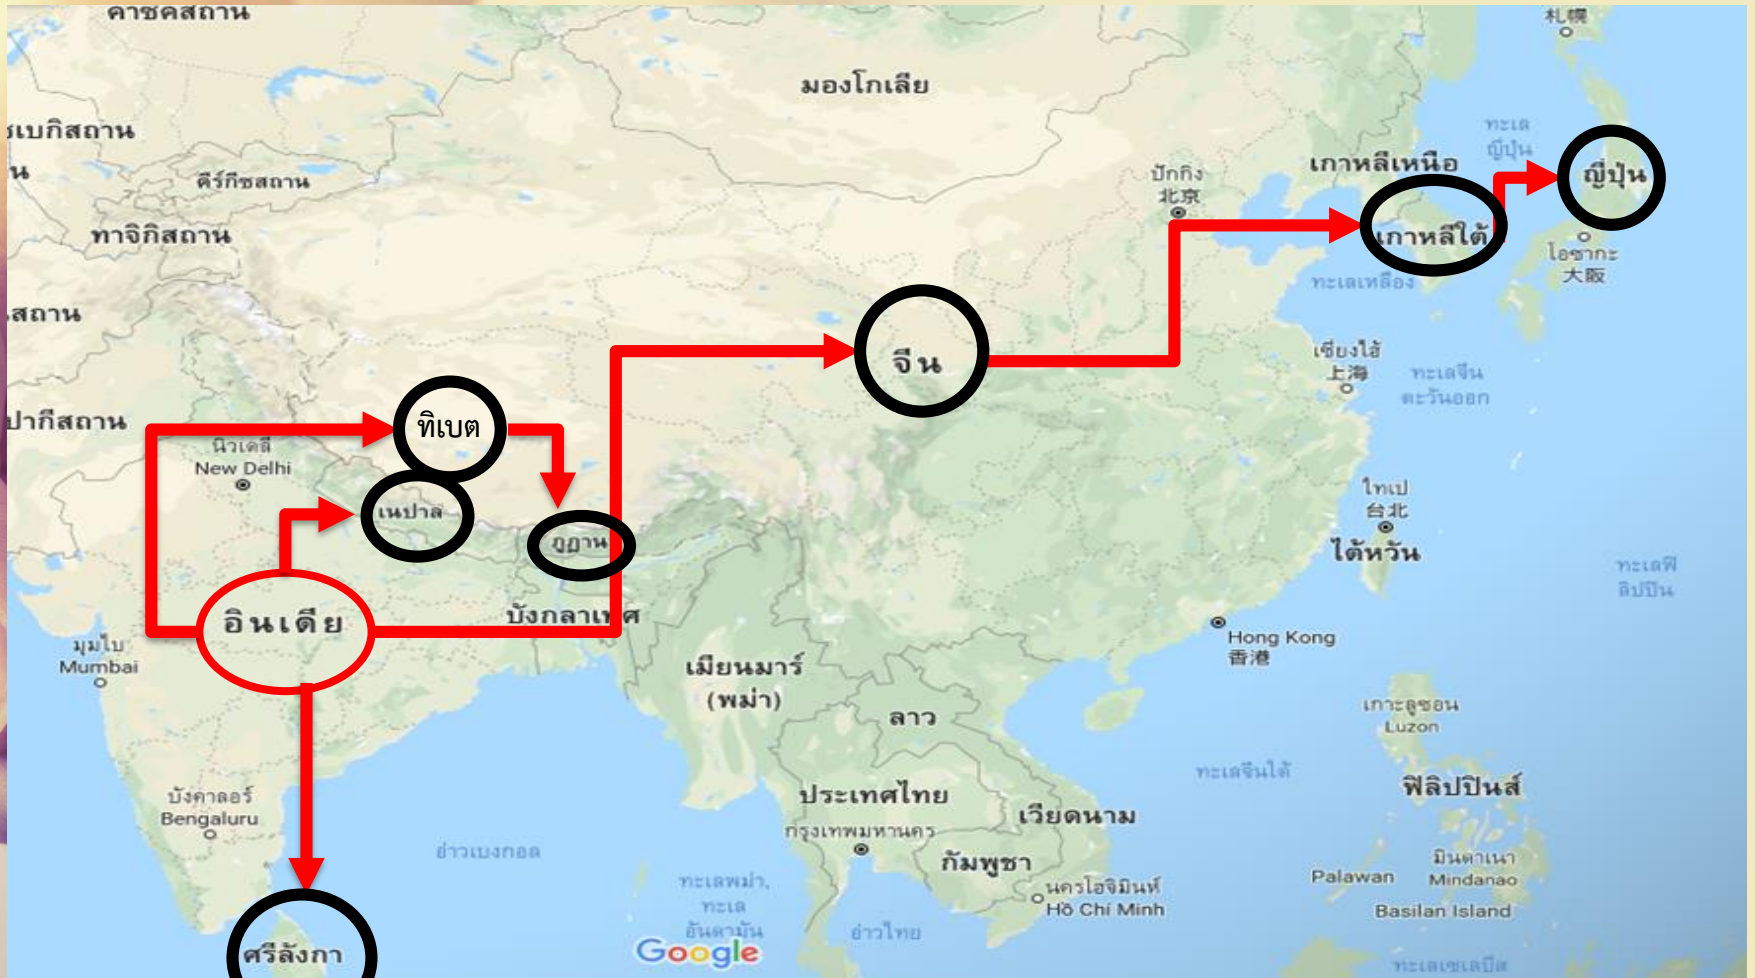 คาซัคสถาน
札幌
มองโกเลีย
ทะเล
ญี่ปุ่น
เกาหลีเหนือ
ญี่ปุ่น
ปักกิ่ง
北京
คีร์กีซสถาน
เกาหลีใต้
ทาจิกิสถาน
โอซากะ
大阪
ทะเลเหลือง
จีน
เซี่ยงไฮ้
上海
ทะเลจีน
ตะวันออก
ปากีสถาน
ทิเบต
นิวเดลี
New Delhi
เนปาล
ภูฏาน
ไทเป
台北
ไต้หวัน
ทะเลฟิ
ลิปปิน
อินเดีย
บังกลาเทศ
มุมไบ
Mumbai
Hong Kong
香港
เมียนมาร์
(พม่า)
ลาว
เกาะลูซอน
Luzon
ทะเลจีนใต้
บังคาลอร์
Bengaluru
ประเทศไทย
กรุงเทพมหานคร
เวียดนาม
ฟิลิปปินส์
อ่าวเบงกอล
กัมพูชา
มินดาเนา
Mindanao
Palawan
Basilan Island
นครโฮจิมินห์
Hồ Chí Minh
ทะเลพม่า,
ทะเล
อันดามัน
อ่าวไทย
ศรีลังกา
Google
ทะเลเซเลบีส